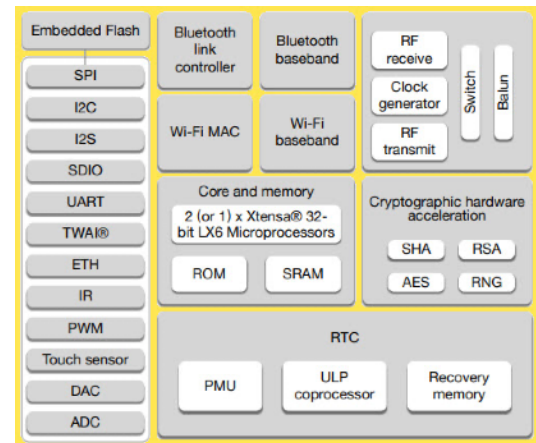 Embedded Flash
SPI
I2C
I2S
SDIO
UART
TWAI®
ETH
IR
PWM
Touch sensor
DAC
ADC
Bluetooth
link
controller
Bluetooth
baseband
Wi-Fi MAC
Wi-Fi
baseband
RF
receive
Clock
generator
RF
transmit
Switch
Balun
Core and memory
2 (or 1) x Xtensa® 32-
bit LX6 Microprocessors
ROM
SRAM
Cryptographic hardware
acceleration
SHA
RSA
AES
RNG
RTC
PMU
ULP
coprocessor
Recovery
memory